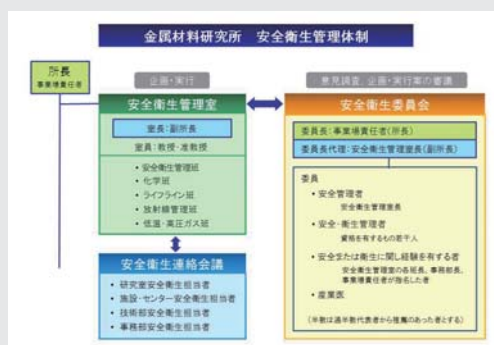 金属材料研究所　安全衛生管理体制
所長
事業場責任者
企画・実行
安全衛生管理室
室長：副所長
室員：教授・准教授
• 安全衛生管理班
• 化学班
• ライフライン班
• 放射線管理班
• 低温・高圧ガス班
安全衛生連絡会議
• 研究室安全衛生担当者
• 施設・センター安全衛生担当者
• 技術部安全衛生担当者
• 事務部安全衛生担当者
意見調査、企画・実行案の審議
安全衛生委員会
委員長：事業場責任者（所長）
委員長代理：安全衛生管理室長（副所長）
委員
• 安全管理者
安全衛生管理室長
• 安全・衛生管理者
資格を有するもの若干人
• 安全または衛生に関し経験を有する者
安全衛生管理室の各班長、事務部長、
事業場責任者が指名した者
• 産業医
（半数は過半数代表者から推薦のあった者とする）